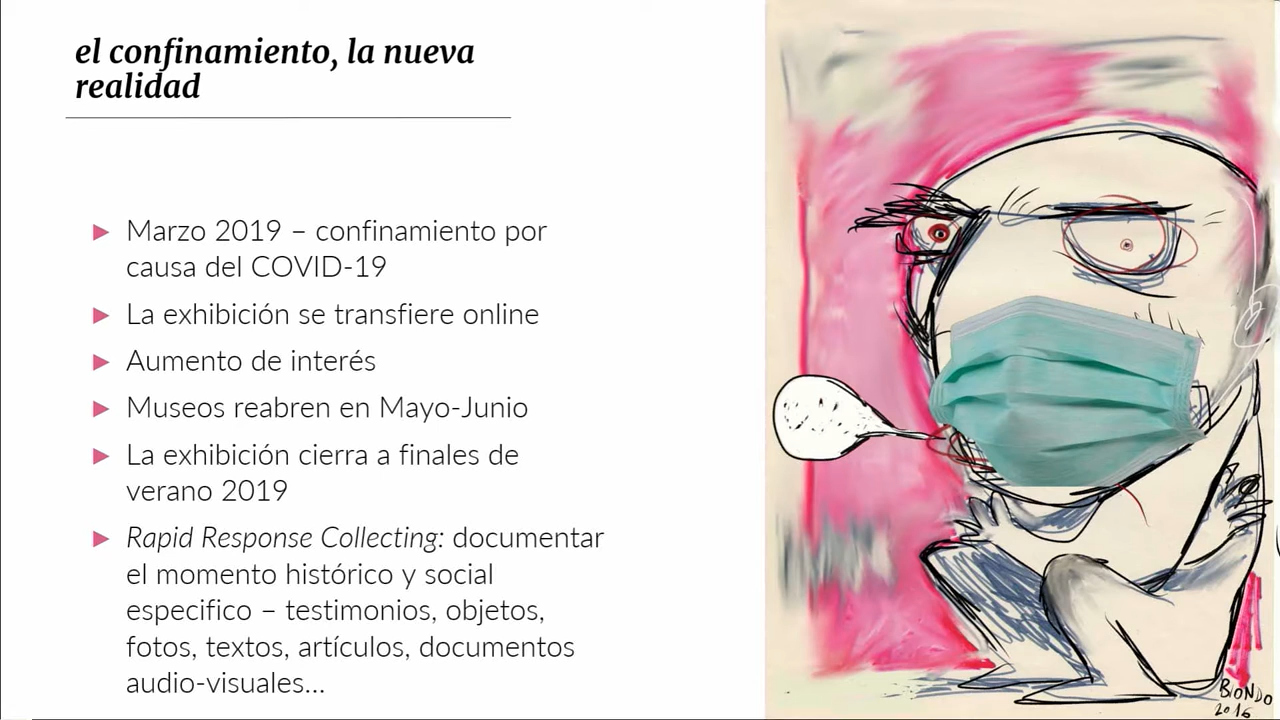 el confinamiento, la nueva
realidad
► Marzo 2019 – confinamiento por
causa del COVID-19
► La exhibición se transfiere online
► Aumento de interés
► Museos reabren en Mayo-Junio
► La exhibición cierra a finales de
verano 2019
► Rapid Response Collecting: documentar
el momento histórico y social
especifico – testimonios, objetos,
fotos, textos, artículos, documentos
audio-visuales...
BIONDO
2016